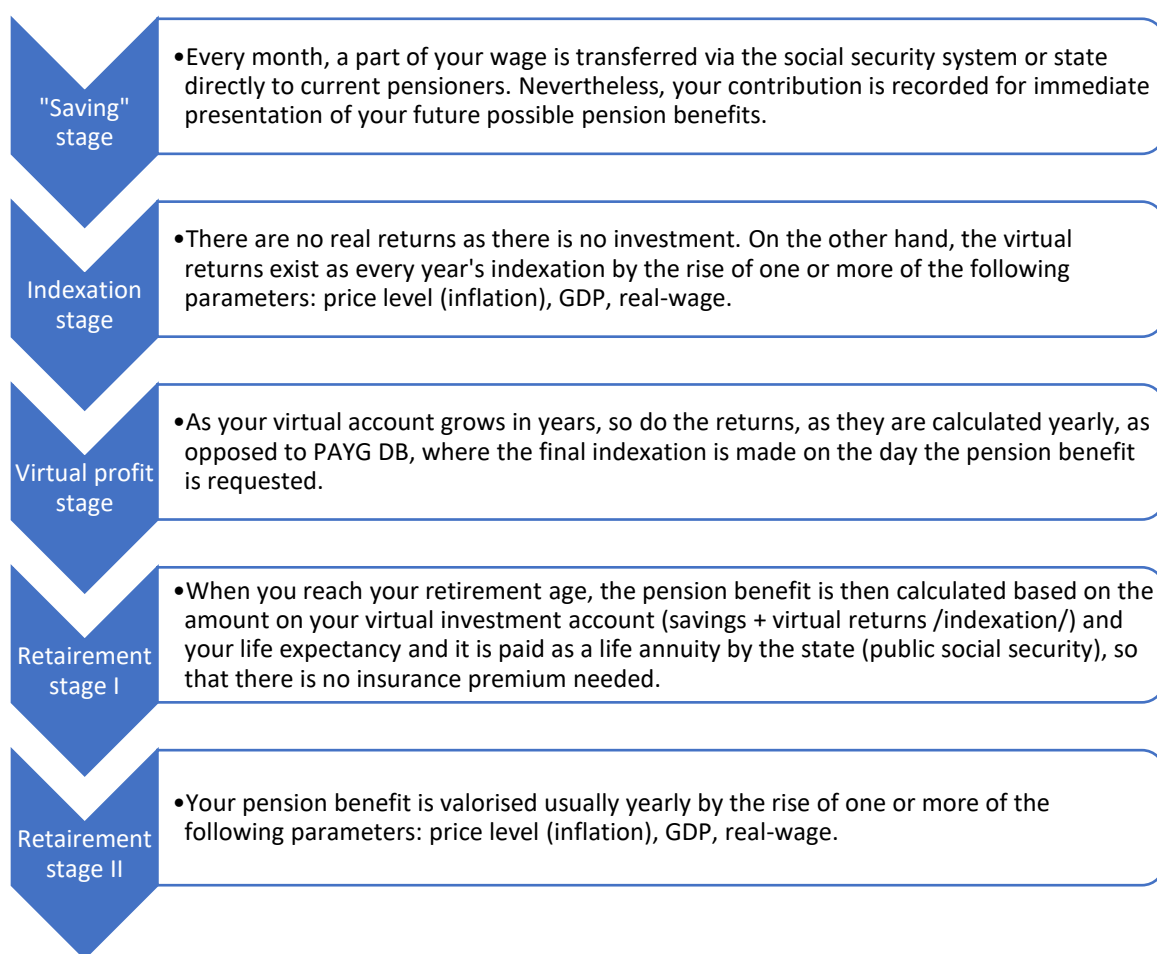 "Saving"
stage
•Every month, a part of your wage is transferred via the social security system or state
directly to current pensioners. Nevertheless, your contribution is recorded for immediate
presentation of your future possible pension benefits.
Indexation
stage
•There are no real returns as there is no investment. On the other hand, the virtual
returns exist as every year's indexation by the rise of one or more of the following
parameters: price level (inflation), GDP, real-wage.
Virtual profit
stage
•As your virtual account grows in years, so do the returns, as they are calculated yearly, as
opposed to PAYG DB, where the final indexation is made on the day the pension benefit
is requested.
Retairement
stage I
•When you reach your retirement age, the pension benefit is then calculated based on the
amount on your virtual investment account (savings + virtual returns /indexation/) and
your life expectancy and it is paid as a life annuity by the state (public social security), so
that there is no insurance premium needed.
Retairement
stage II
•Your pension benefit is valorised usually yearly by the rise of one or more of the
following parameters: price level (inflation), GDP, real-wage.